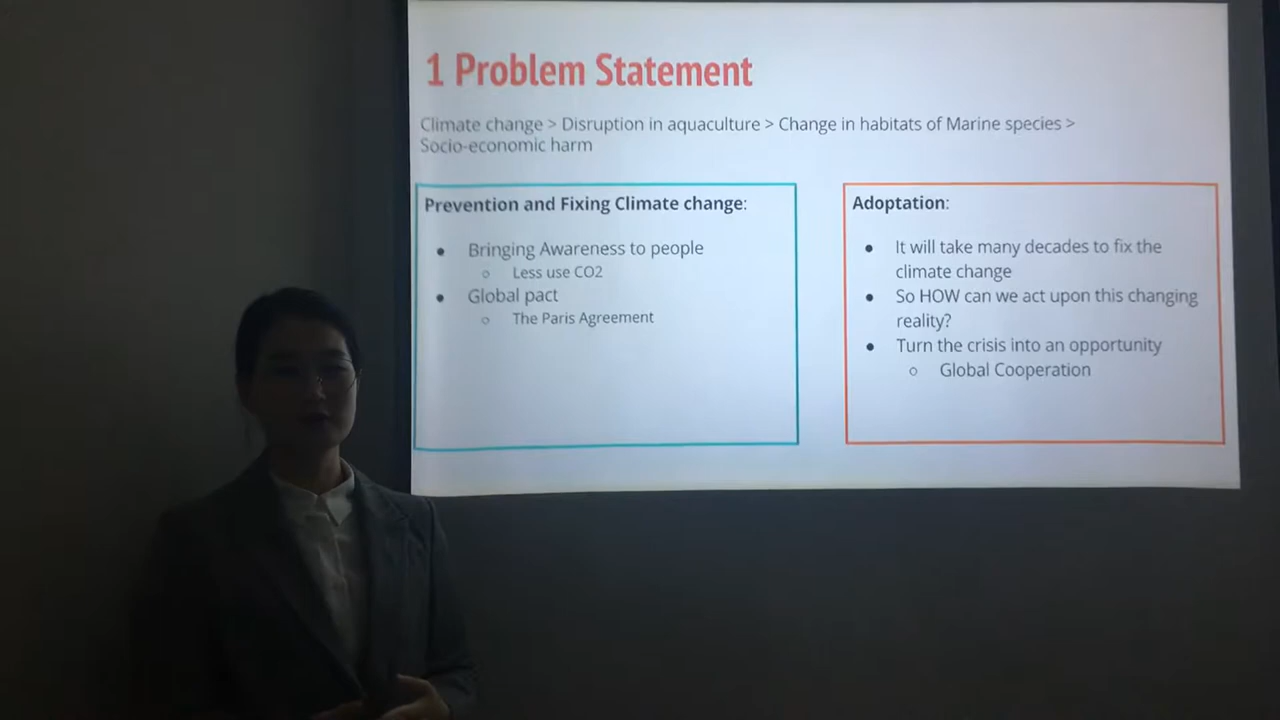 1 Problem Statement
Climate change > Disruption in aquaculture > Change in habitats of Marine species >
Socio-economic harm
Prevention and Fixing Climate change:
● Bringing Awareness to people
○ Less use CO2
● Global pact
○ The Paris Agreement
Adoptation:
● It will take many decades to fix the
climate change
● So HOW can we act upon this changing
reality?
● Turn the crisis into an opportunity
○ Global Cooperation